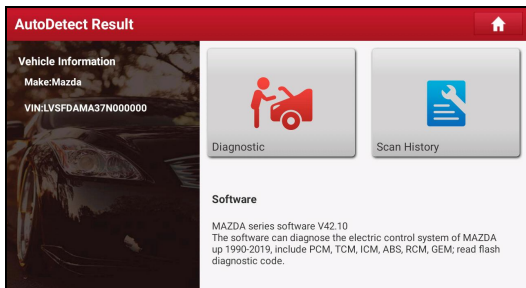 AutoDetect Result
Vehicle Information
Make:Mazda
VIN:LVSFDAMA37N000000
Diagnostic
Scan History
Software
MAZDA series software V42.10
The software can diagnose the electric control system of MAZDA
up 1990-2019, include PCM, TCM, ICM, ABS, RCM, GEM; read flash
diagnostic code.